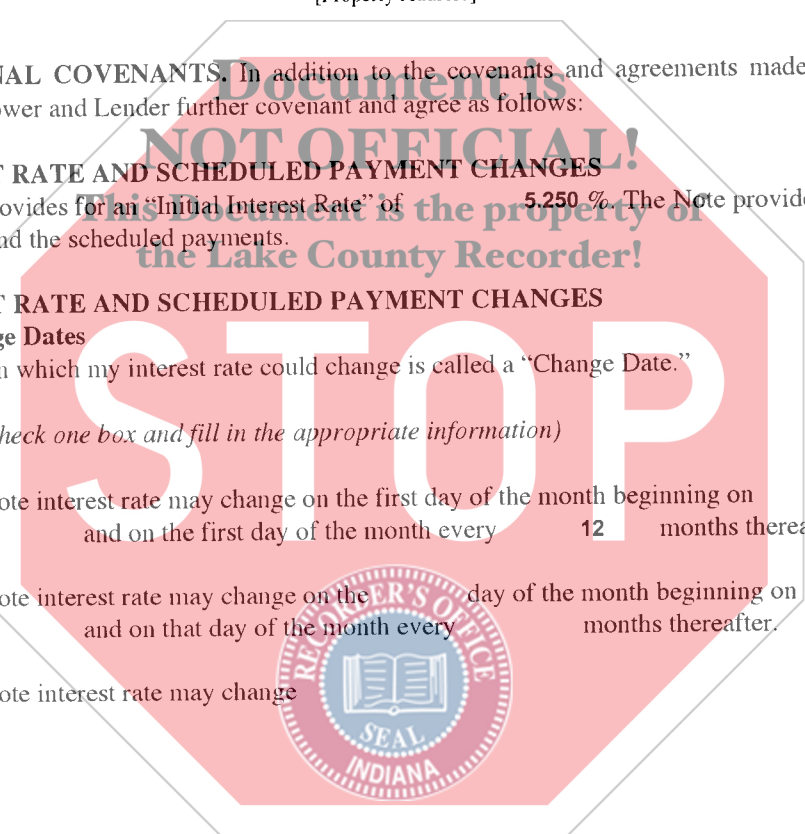 [Property Address]
NAL COVENANTS. In addition to the covenants and agreements made
ower and Lender further covenant and agree as follows:
T RATE AND SCHEDULED PAYMENT CHANGES
ovides for an “Initial Interest Rate” of 5.250 %. The Note provide
nd the scheduled payments.
T RATE AND SCHEDULED PAYMENT CHANGES
ge Dates
n which my interest rate could change is called a “Change Date.”
heck one box and fill in the appropriate information)
ote interest rate may change on the first day of the month beginning on
and on the first day of the month every 12 months therea
ote interest rate may change on the day of the month beginning on
and on that day of the month every months thereafter.
ote interest rate may change
Document is
NOT OFFICIAL!
This Document is the property of
the Lake County Recorder!
STOP
RECORDER'S OFFICE
SEAL
INDIANA